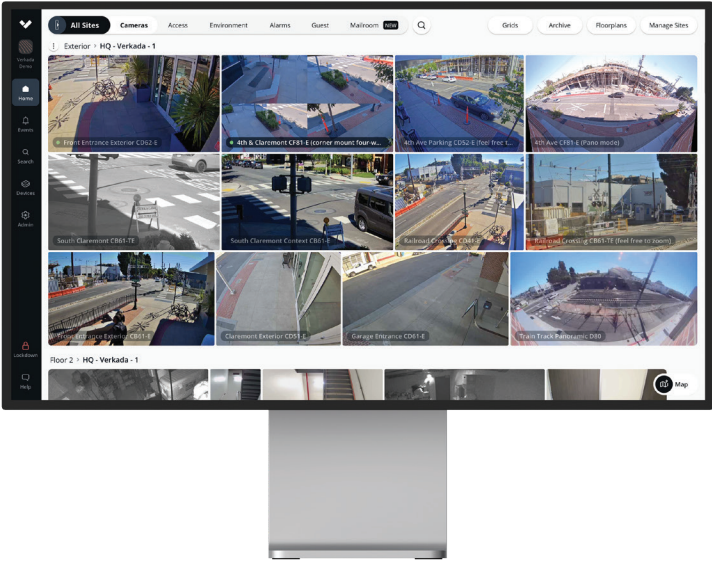 All Sites Cameras Access Environment Alarms Guest Mailroom NEW Grids Archive Floorplans Manage Sites
Verkada
Demo
Home
Events
Search
Devices
Admin
Lockdown
Help
Exterior > HQ - Verkada - 1
Front Entrance Exterior CD62-E
4th & Claremont CF81-E (corner mount four-w...
4th Ave Parking CD52-E (feel free t...
4th Ave CF81-E (Pano mode)
South Claremont CB61-TE
South Claremont Context CB61-E
Railroad Crossing CD41-E
Railroad Crossing CB61-TE (feel free to zoom)
Front Entrance Exterior CB61-E
Claremont Exterior CD51-E
Garage Entrance CD61-E
Train Track Panoramic D80
Floor 2 > HQ - Verkada - 1
Map